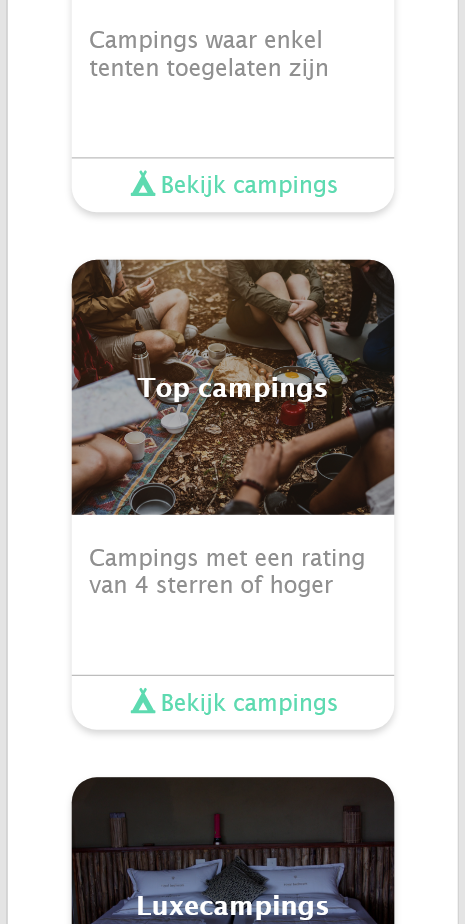 Campings waar enkel
tenten toegelaten zijn
Bekijk campings
Top campings
Campings met een rating
van 4 sterren of hoger
Bekijk campings
Luxecampings